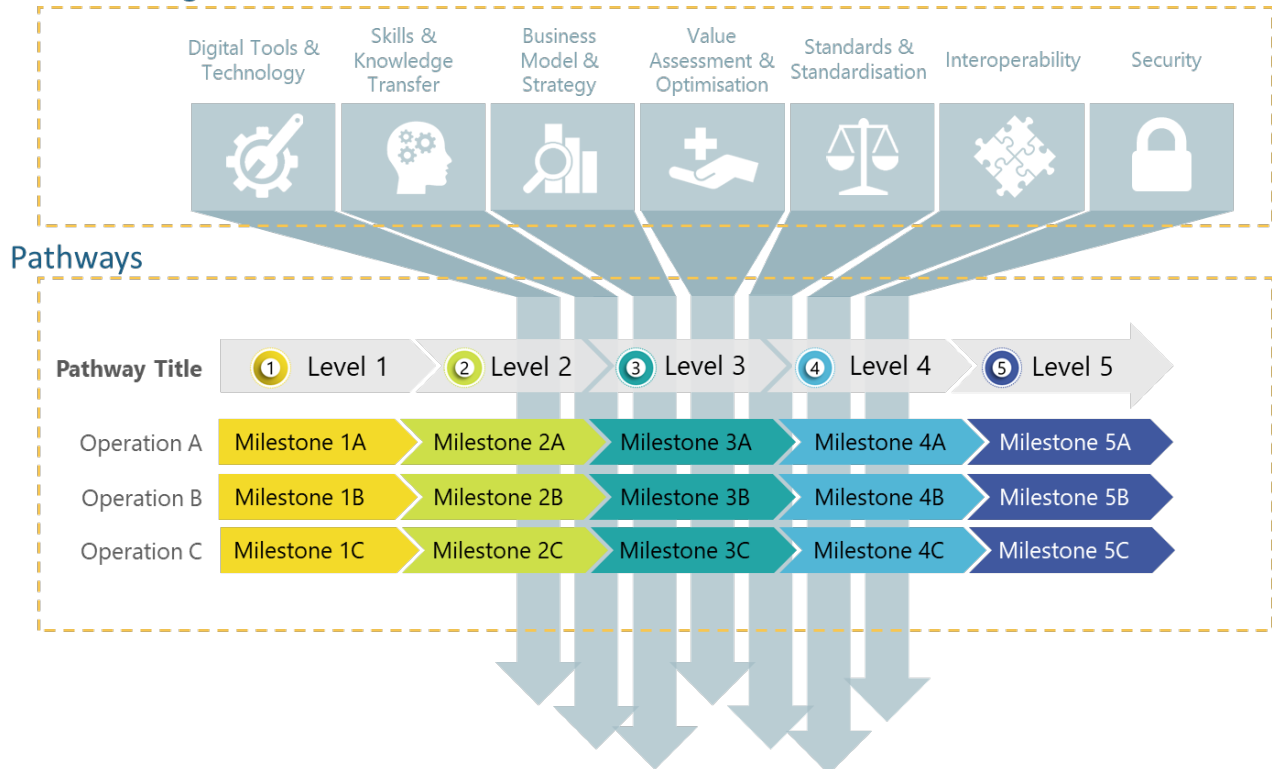 Digital Tools &
Technology
Skills &
Knowledge
Transfer
Business
Model &
Strategy
Value
Assessment &
Optimisation
Standards &
Standardisation
Interoperability
Security
Pathways
Pathway Title
1 Level 1
2 Level 2
3 Level 3
4 Level 4
5 Level 5
Operation A
Milestone 1A
Milestone 2A
Milestone 3A
Milestone 4A
Milestone 5A
Operation B
Milestone 1B
Milestone 2B
Milestone 3B
Milestone 4B
Milestone 5B
Operation C
Milestone 1C
Milestone 2C
Milestone 3C
Milestone 4C
Milestone 5C